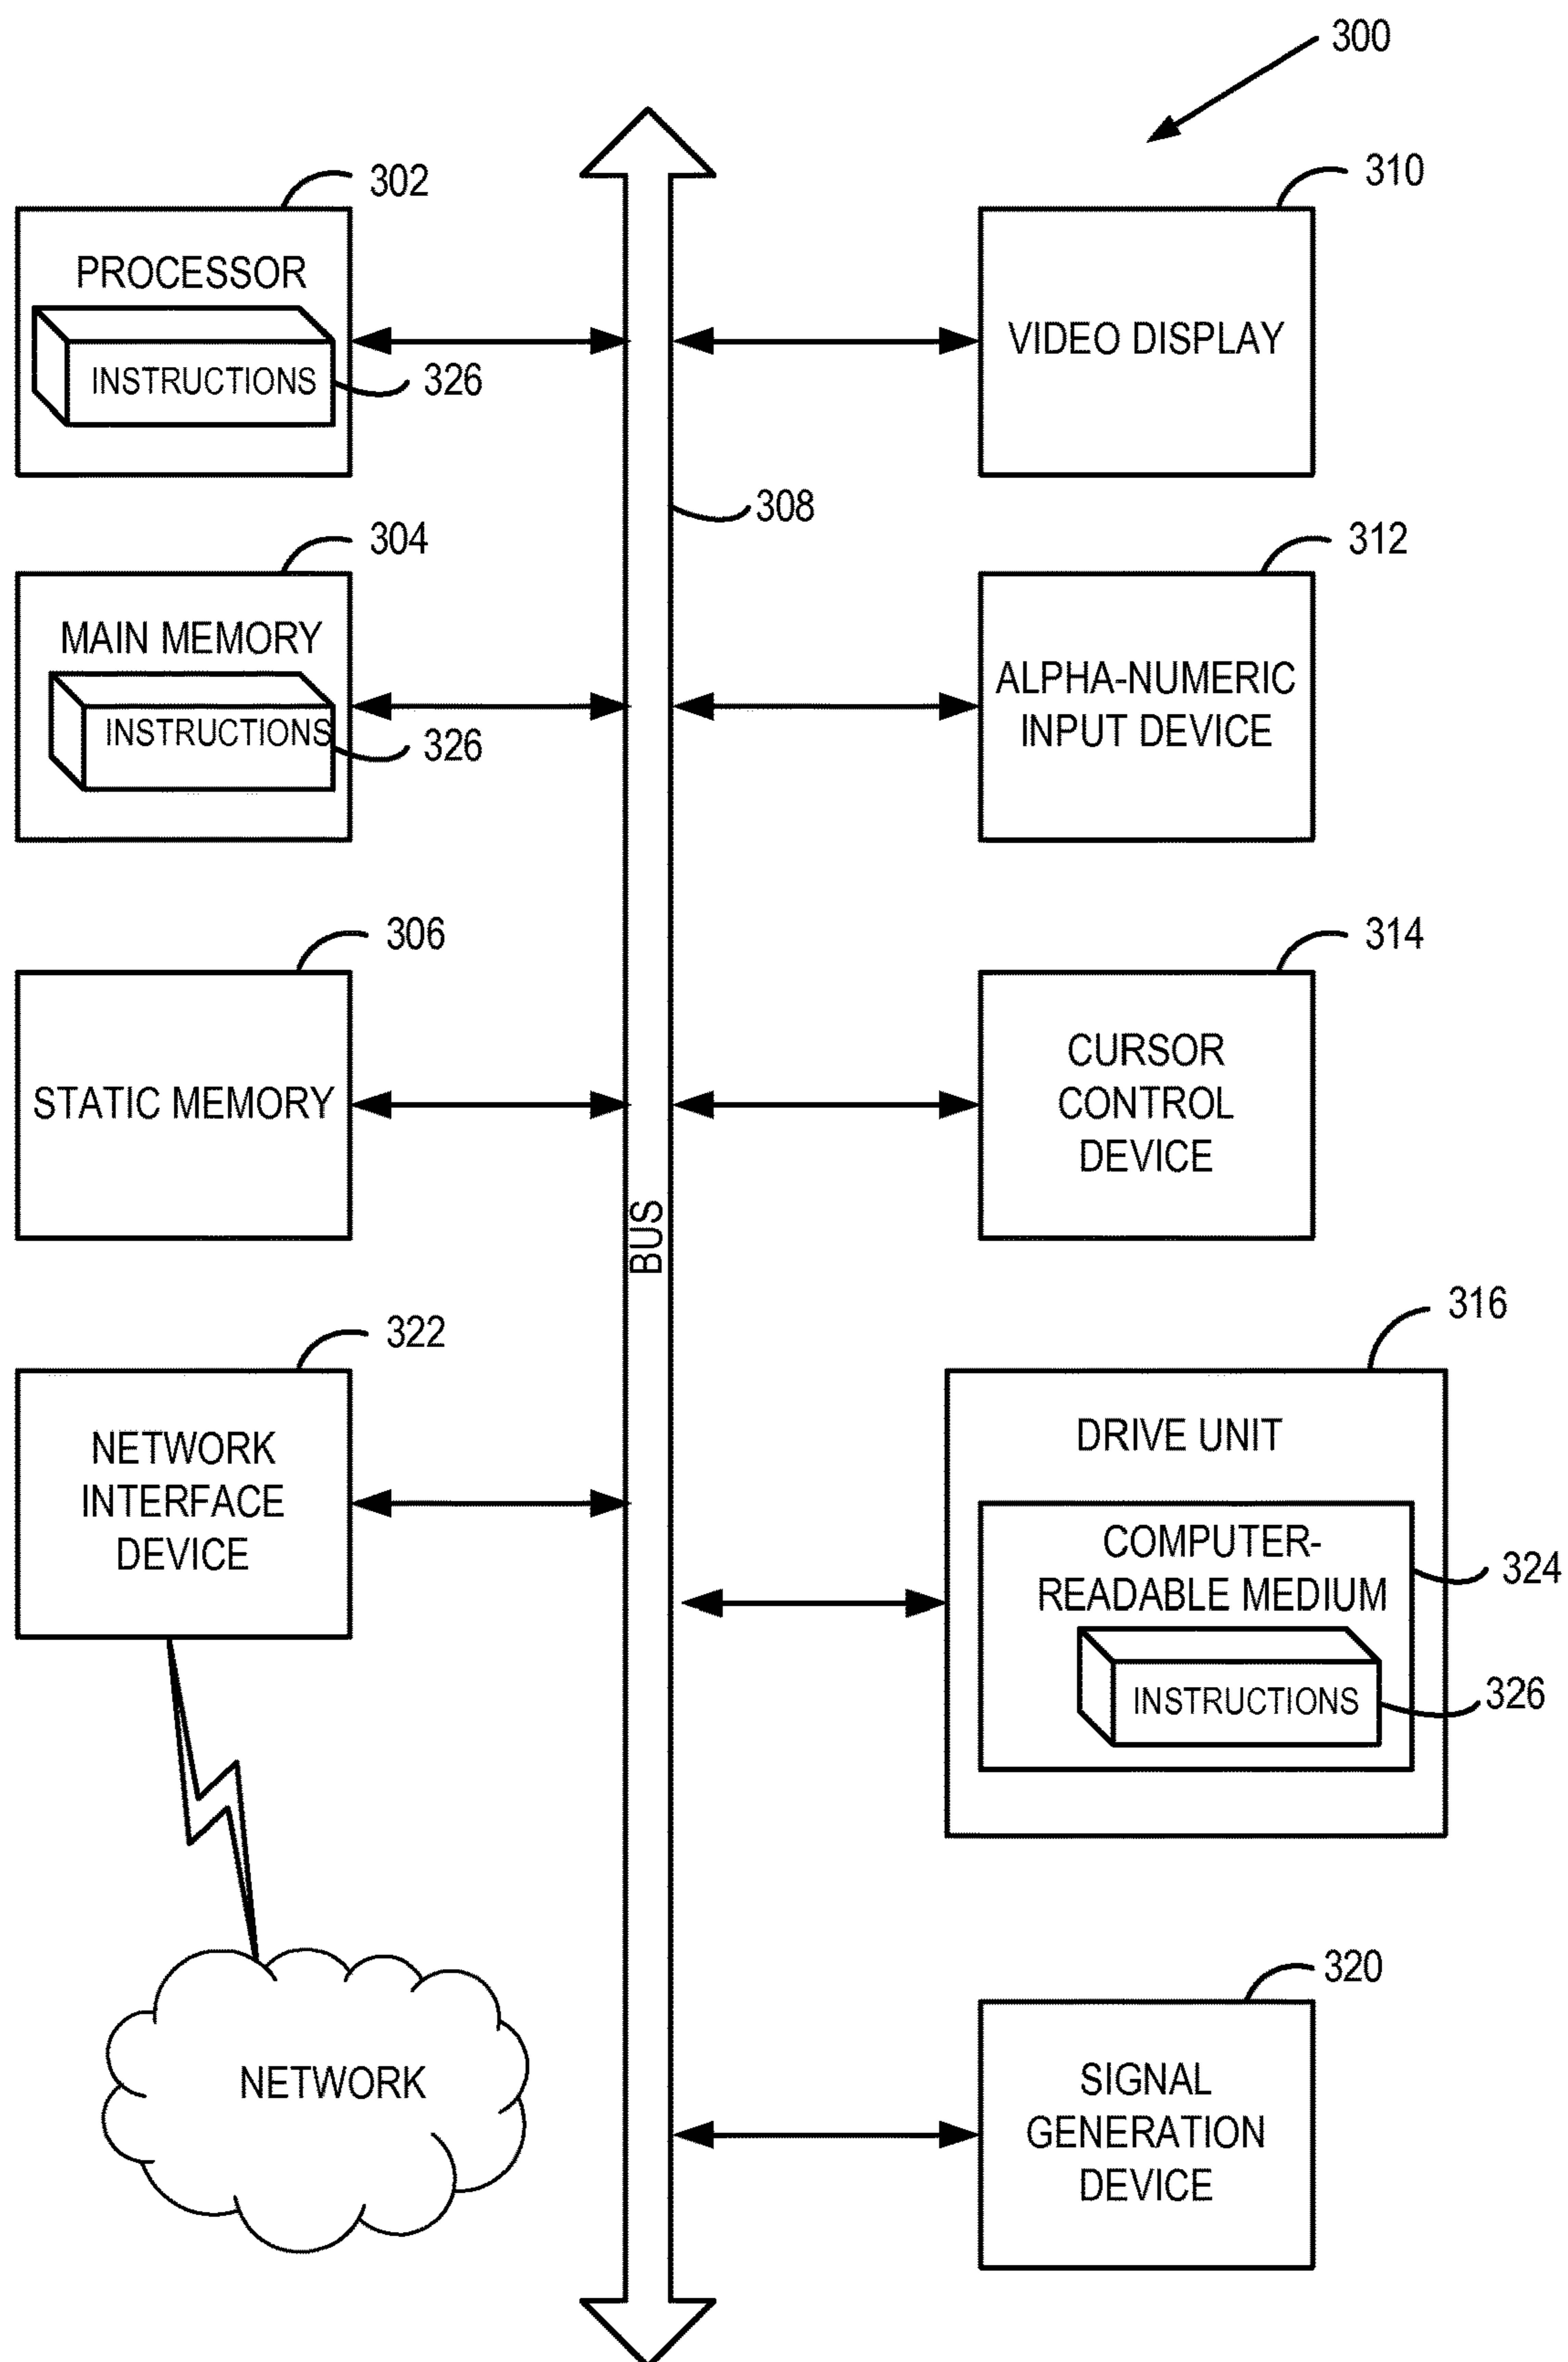 300
302
PROCESSOR
INSTRUCTIONS
326
310
VIDEO DISPLAY
308
304
MAIN MEMORY
INSTRUCTIONS
326
312
ALPHA-NUMERIC
INPUT DEVICE
306
STATIC MEMORY
314
CURSOR
CONTROL
DEVICE
BUS
322
NETWORK
INTERFACE
DEVICE
316
DRIVE UNIT
COMPUTER-
READABLE MEDIUM
324
INSTRUCTIONS
326
NETWORK
320
SIGNAL
GENERATION
DEVICE